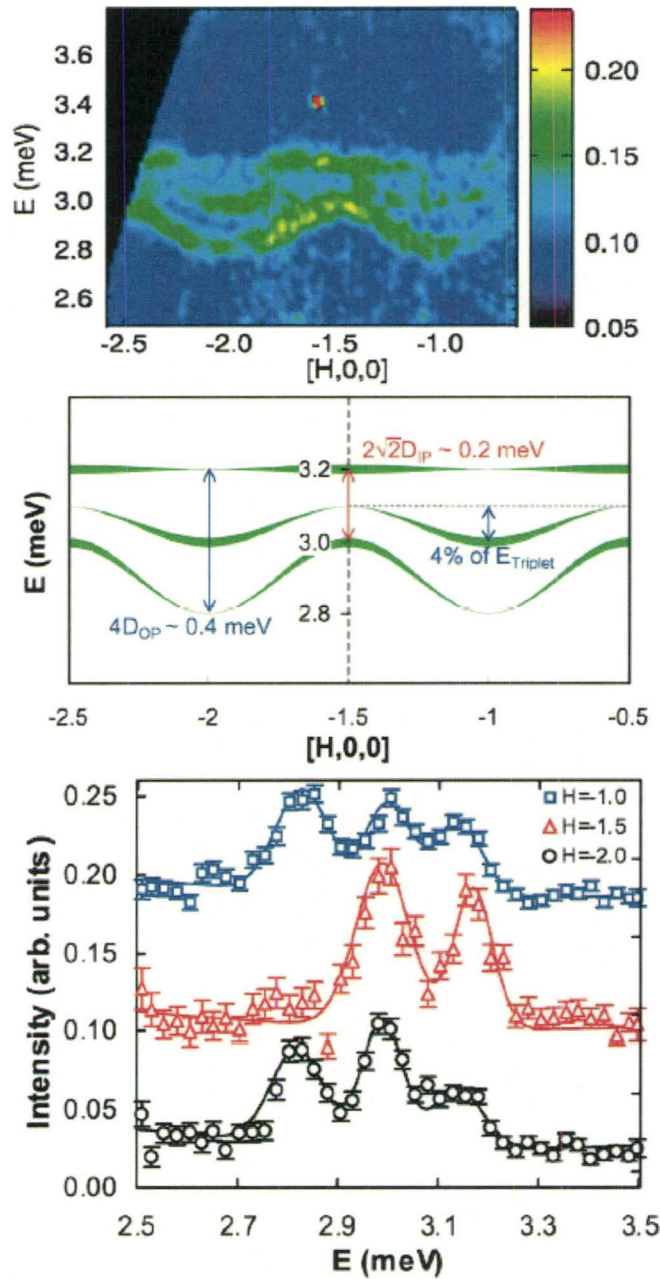 3.6
3.4
3.2
3.0
2.8
2.6
E (meV)
-2.5 -2.0 -1.5 -1.0
[H,0,0]
0.20
0.15
0.10
0.05
E (meV)
3.2
3.0
2.8
2√2D_IP ~ 0.2 meV
4% of E_Triplet
4D_OP ~ 0.4 meV
-2.5 -2 -1.5 -1 -0.5
[H,0,0]
Intensity (arb. units)
0.25
0.20
0.15
0.10
0.05
0.00
H=-1.0
H=-1.5
H=-2.0
2.5 2.7 2.9 3.1 3.3 3.5
E (meV)